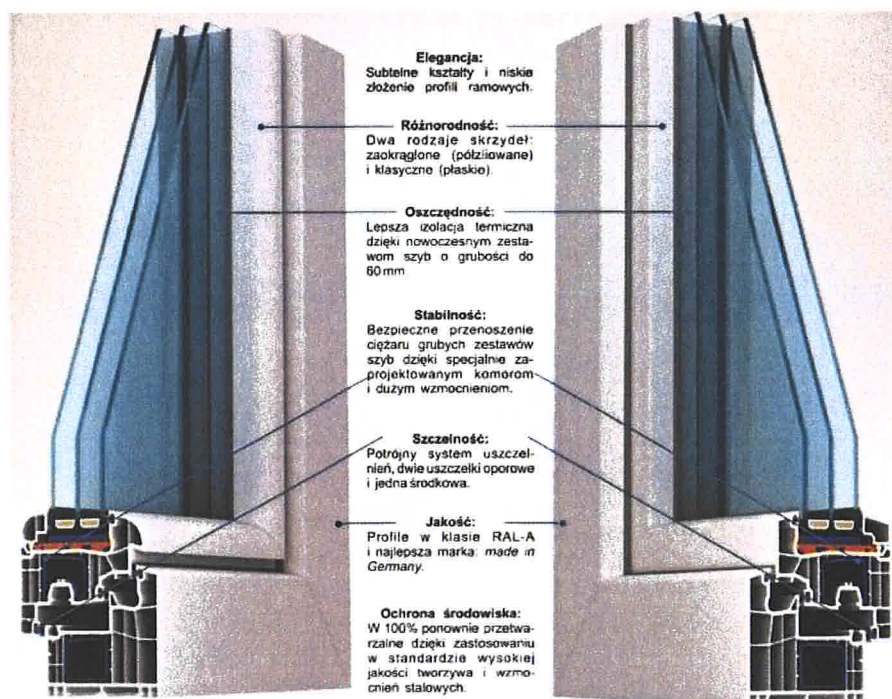 Elegancja:
Subtelne kształty i niskie
złożenie profili ramowych.
Różnorodność:
Dwa rodzaje skrzydeł:
zaokrąglone (półzliowane)
i klasyczne (płaskie).
Oszczędność:
Lepsza izolacja termiczna
dzięki nowoczesnym zesta-
wom szyb o grubości do
60 mm
Stabilność:
Bezpieczne przenoszenie
ciężaru grubych zestawów
szyb dzięki specjalnie za-
projektowanym komorom
i dużym wzmocnieniom.
Szczelność:
Potrójny system uszczel-
nień, dwie uszczelki oporowe
i jedna środkowa.
Jakość:
Profile w klasie RAL-A
i najlepsza marka: made in
Germany.
Ochrona środowiska:
W 100% ponownie przetwa-
rzalne dzięki zastosowaniu
w standardzie wysokiej
jakości tworzywa i wzmo-
cnień stalowych.